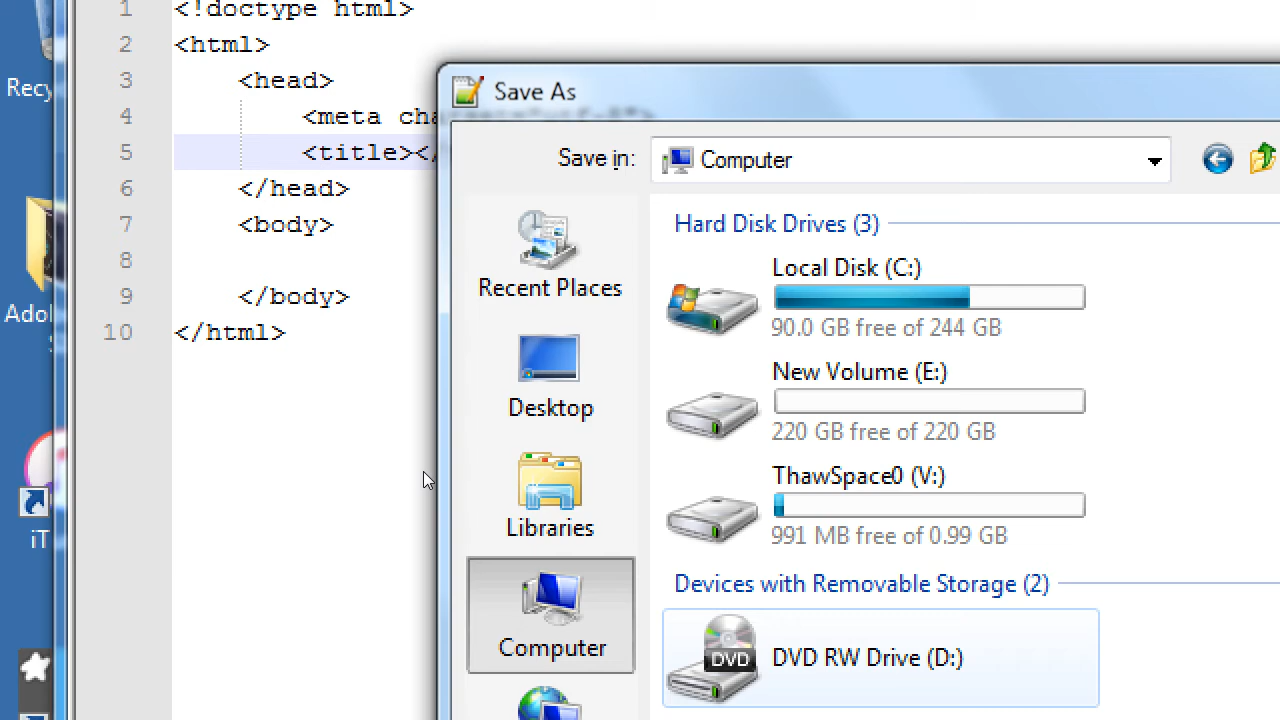 1 <!doctype html>
2 <html>
3 <head>
4 <meta cha
5 <title></
6 </head>
7 <body>
8
9 </body>
10 </html>
Recy
Adol
iT
Save As
Save in: Computer
Recent Places
Desktop
Libraries
Computer
Hard Disk Drives (3)
Local Disk (C:)
90.0 GB free of 244 GB
New Volume (E:)
220 GB free of 220 GB
ThawSpace0 (V:)
991 MB free of 0.99 GB
Devices with Removable Storage (2)
DVD
DVD RW Drive (D:)